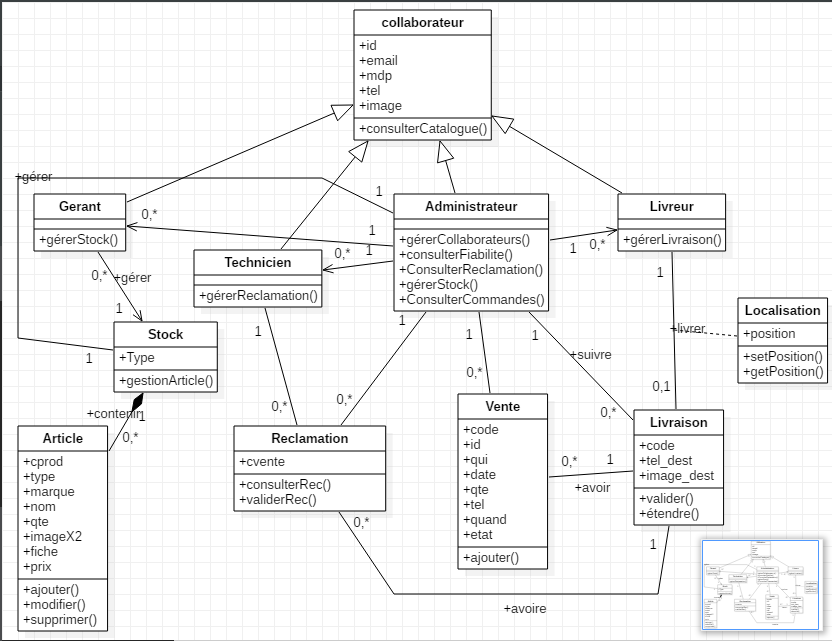 collaborateur
+id
+email
+mdp
+tel
+image
+consulterCatalogue()
+gérer
1
Gerant
+gérerStock()
0,*
1
Administrateur
+gérerCollaborateurs()
+consulterFiabilite()
+ConsulterReclamation()
+gérerStock()
+ConsulterCommandes()
Livreur
+gérerLivraison()
1
0,*
0,*
1
Technicien
+gérerReclamation()
0,*
+gérer
1
1
Stock
+Type
+gestionArticle()
1
1
1
1
1
+livrer
0,1
Localisation
+position
+setPosition()
+getPosition()
+suivre
0,*
+contenir
1
0,*
0,*
0,*
0,*
Article
+cprod
+type
+marque
+nom
+qte
+imageX2
+fiche
+prix
+ajouter()
+modifier()
+supprimer()
Reclamation
+cvente
+consulterRec()
+validerRec()
0,*
Vente
+code
+id
+qui
+date
+qte
+tel
+quand
+etat
+ajouter()
0,*
1
+avoir
Livraison
+code
+tel_dest
+image_dest
+valider()
+étendre()
1
+avoire